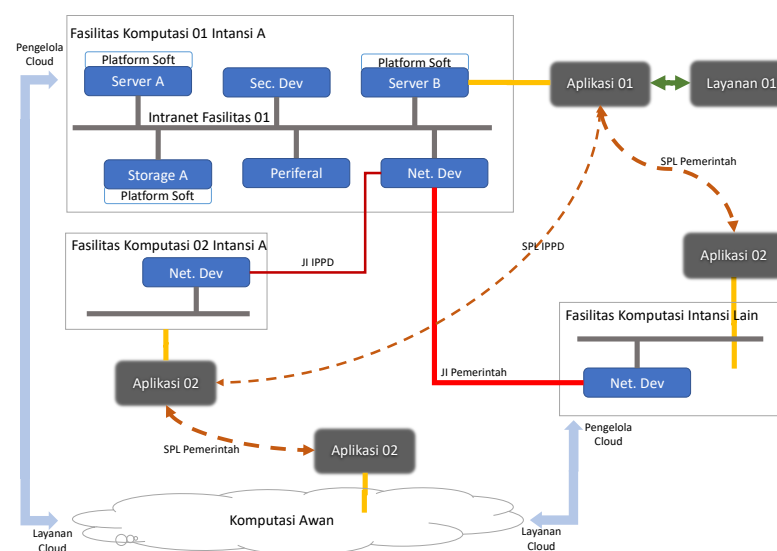 Pengelola
Cloud
Fasilitas Komputasi 01 Intansi A
Platform Soft
Server A
Sec. Dev
Platform Soft
Server B
Aplikasi 01
Layanan 01
Intranet Fasilitas 01
Storage A
Platform Soft
Periferal
Net. Dev
SPL Pemerintah
Fasilitas Komputasi 02 Intansi A
Net. Dev
JI IPPD
SPL IPPD
Aplikasi 02
Fasilitas Komputasi Intansi Lain
Net. Dev
JI Pemerintah
Aplikasi 02
SPL Pemerintah
Aplikasi 02
Pengelola
Cloud
Komputasi Awan
Layanan
Cloud
Layanan
Cloud